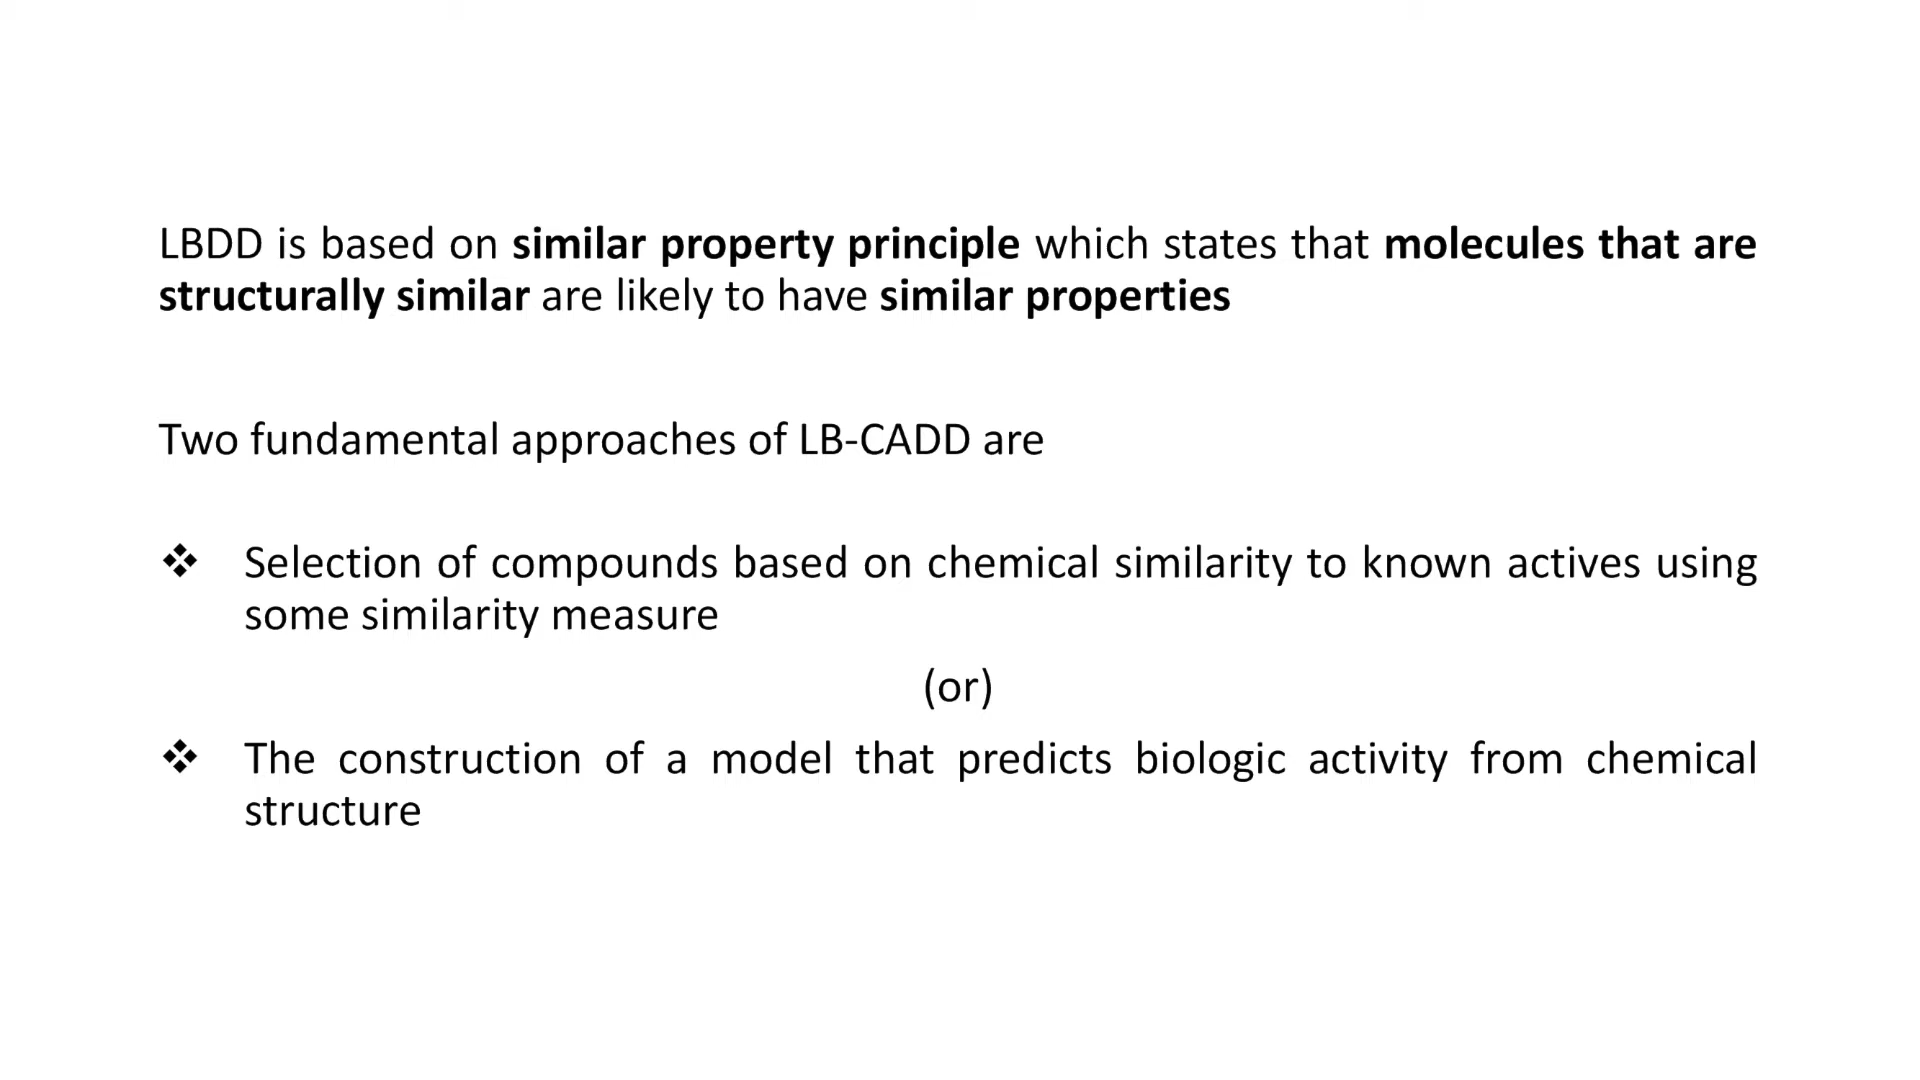 LBDD is based on similar property principle which states that molecules that are
structurally similar are likely to have similar properties
Two fundamental approaches of LB-CADD are
❖ Selection of compounds based on chemical similarity to known actives using
some similarity measure
(or)
❖ The construction of a model that predicts biologic activity from chemical
structure